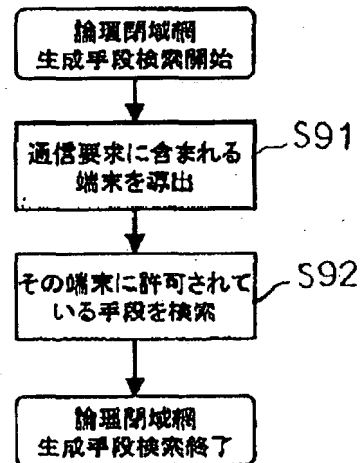 論理閉域網
生成手段検索開始
通信要求に含まれる
端末を導出
S91
その端末に許可されて
いる手段を検索
S92
論理閉域網
生成手段検索終了